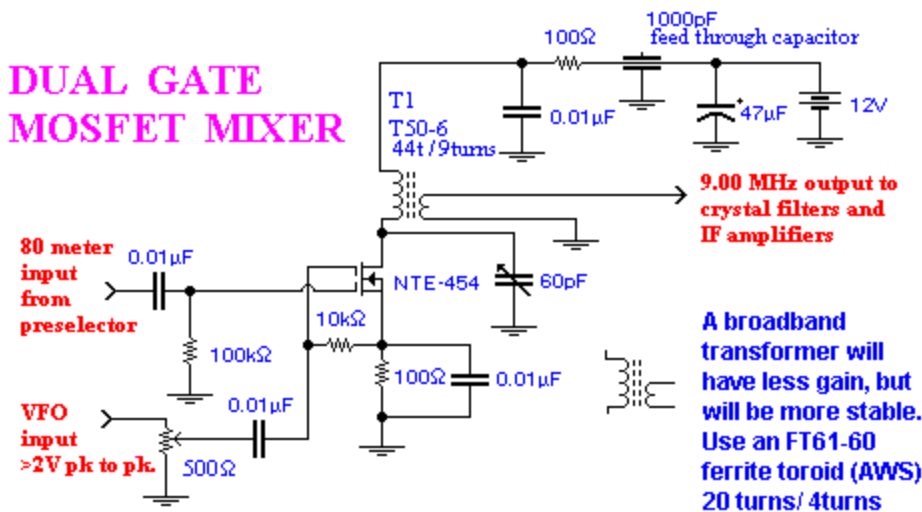 DUAL GATE
MOSFET MIXER
1000pF
feed through capacitor
100Ω
0.01µF
47µF
+
12V
T1
T50-6
44t /9turns
9.00 MHz output to
crystal filters and
IF amplifiers
80 meter
input
from
preselector
0.01µF
NTE-454
60pF
10kΩ
100kΩ
100Ω
0.01µF
0.01µF
VFO
input
>2V pk to pk.
500Ω
A broadband
transformer will
have less gain, but
will be more stable.
Use an FT61-60
ferrite toroid (AWS)
20 turns/ 4turns